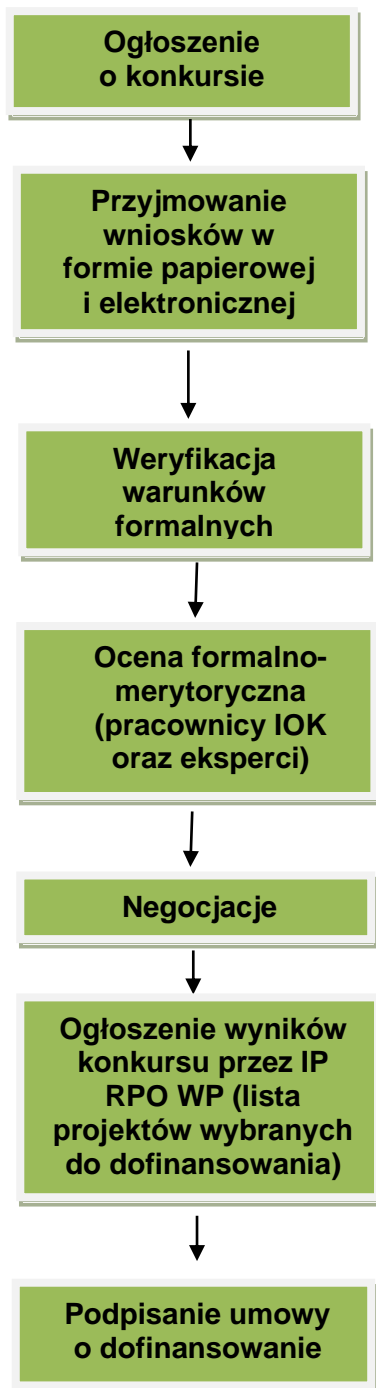 Ogłoszenie
o konkursie
Przyjmowanie
wniosków w
formie papierowej
i elektronicznej
Weryfikacja
warunków
formalnych
Ocena formalno-
merytoryczna
(pracownicy IOK
oraz eksperci)
Negocjacje
Ogłoszenie wyników
konkursu przez IP
RPO WP (lista
projektów wybranych
do dofinansowania)
Podpisanie umowy
o dofinansowanie